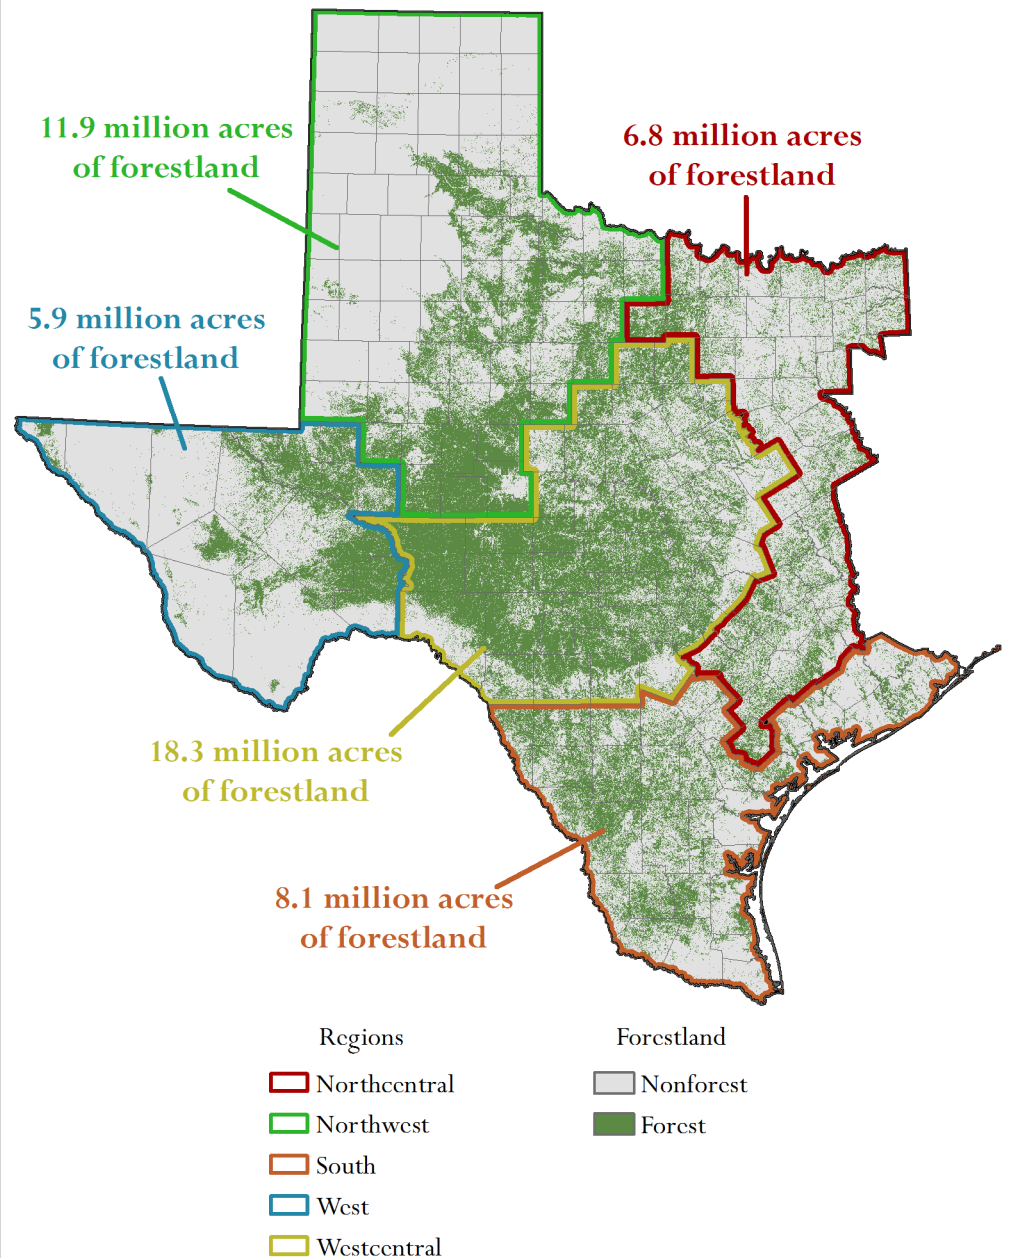 11.9 million acres
of forestland
6.8 million acres
of forestland
5.9 million acres
of forestland
18.3 million acres
of forestland
8.1 million acres
of forestland
Regions
Northcentral
Northwest
South
West
Westcentral
Forestland
Nonforest
Forest